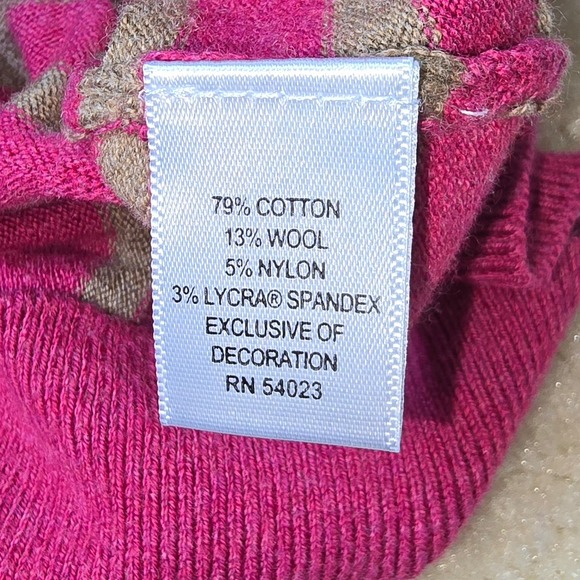 79% COTTON
13% WOOL
5% NYLON
3% LYCRA® SPANDEX
EXCLUSIVE OF
DECORATION
RN 54023